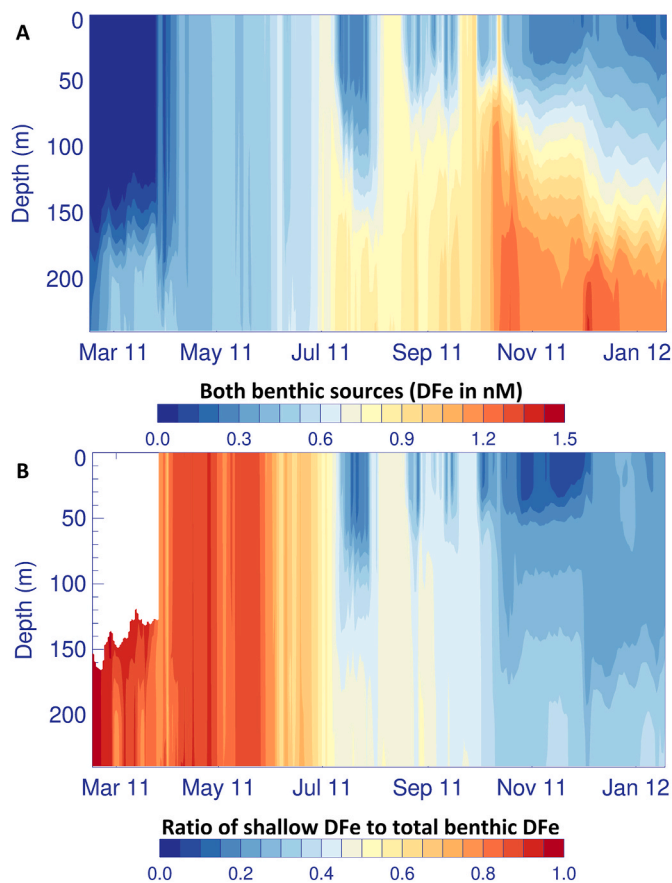 A
0
50
100
150
200
Depth (m)
Mar 11 May 11 Jul 11 Sep 11 Nov 11 Jan 12
Both benthic sources (DFe in nM)
0.0 0.3 0.6 0.9 1.2 1.5
B
0
50
100
150
200
Depth (m)
Mar 11 May 11 Jul 11 Sep 11 Nov 11 Jan 12
Ratio of shallow DFe to total benthic DFe
0.0 0.2 0.4 0.6 0.8 1.0